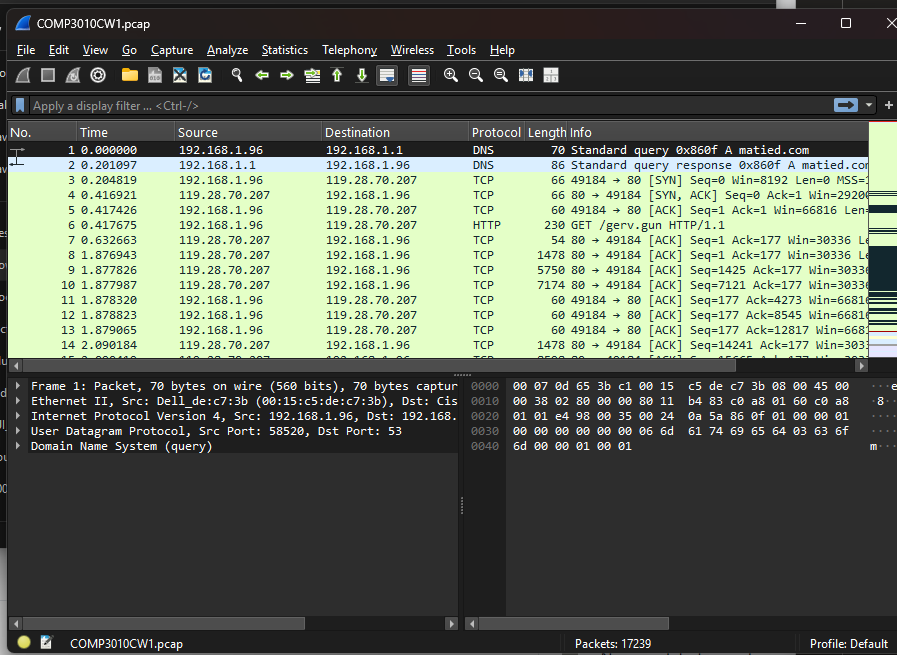 COMP3010CW1.pcap
File Edit View Go Capture Analyze Statistics Telephony Wireless Tools Help
Apply a display filter ... <Ctrl-/>
No. Time Source Destination Protocol Length Info
1 0.000000 192.168.1.96 192.168.1.1 DNS 70 Standard query 0x860f A matied.com
2 0.201097 192.168.1.1 192.168.1.96 DNS 86 Standard query response 0x860f A matied.com
3 0.204819 192.168.1.96 119.28.70.207 TCP 66 49184 → 80 [SYN] Seq=0 Win=8192 Len=0 MSS=
4 0.416921 119.28.70.207 192.168.1.96 TCP 66 80 → 49184 [SYN, ACK] Seq=0 Ack=1 Win=2920
5 0.417426 192.168.1.96 119.28.70.207 TCP 60 49184 → 80 [ACK] Seq=1 Ack=1 Win=66816 Len=
6 0.417675 192.168.1.96 119.28.70.207 HTTP 230 GET /gerv.gun HTTP/1.1
7 0.632663 119.28.70.207 192.168.1.96 TCP 54 80 → 49184 [ACK] Seq=1 Ack=177 Win=30336
8 1.876943 119.28.70.207 192.168.1.96 TCP 1478 80 → 49184 [ACK] Seq=1 Ack=177 Win=30336
9 1.877826 119.28.70.207 192.168.1.96 TCP 5750 80 → 49184 [ACK] Seq=1425 Ack=177 Win=3033
10 1.877987 119.28.70.207 192.168.1.96 TCP 7174 80 → 49184 [ACK] Seq=7121 Ack=177 Win=3033
11 1.878320 192.168.1.96 119.28.70.207 TCP 60 49184 → 80 [ACK] Seq=177 Ack=4273 Win=6681
12 1.878823 192.168.1.96 119.28.70.207 TCP 60 49184 → 80 [ACK] Seq=177 Ack=8545 Win=6681
13 1.879065 192.168.1.96 119.28.70.207 TCP 60 49184 → 80 [ACK] Seq=177 Ack=12817 Win=668
14 2.090184 119.28.70.207 192.168.1.96 TCP 1478 80 → 49184 [ACK] Seq=14241 Ack=177 Win=303
Frame 1: Packet, 70 bytes on wire (560 bits), 70 bytes captur
Ethernet II, Src: Dell_de:c7:3b (00:15:c5:de:c7:3b), Dst: Cis
Internet Protocol Version 4, Src: 192.168.1.96, Dst: 192.168.
User Datagram Protocol, Src Port: 58520, Dst Port: 53
Domain Name System (query)
0000 00 07 0d 65 3b c1 00 15 c5 de c7 3b 08 00 45 00 ···e
0010 00 38 02 80 00 00 80 11 b4 83 c0 a8 01 60 c0 a8 ·8··
0020 01 01 e4 98 00 35 00 24 0a 5a 86 0f 01 00 00 01 ····
0030 00 00 00 00 00 00 06 6d 61 74 69 65 64 03 63 6f ····
0040 6d 00 00 01 00 01 m···
COMP3010CW1.pcap
Packets: 17239
Profile: Default